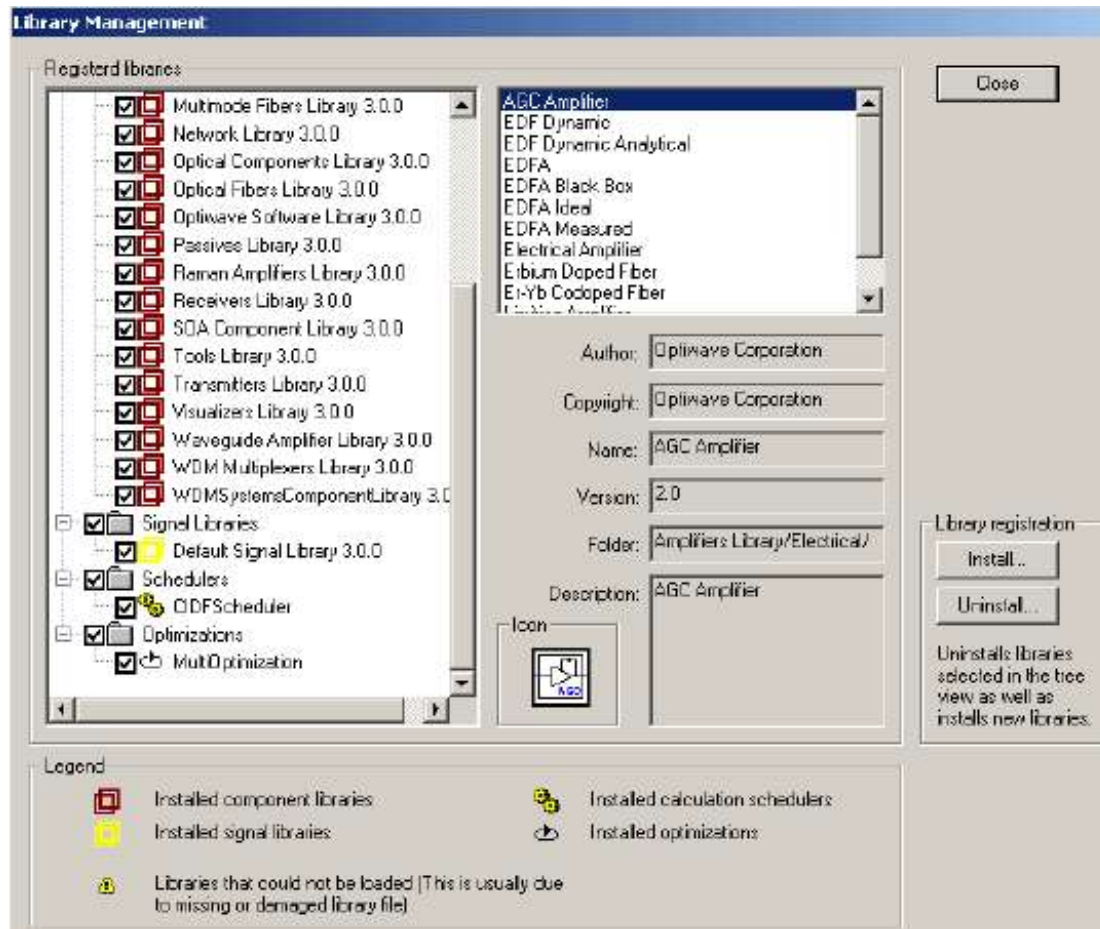 Library Management
Registerd libraries
Multimode Fibers Library 3.0.0
Network Library 3.0.0
Optical Components Library 3.0.0
Optical Fibers Library 3.0.0
Optiwave Software Library 3.0.0
Passives Library 3.0.0
Raman Amplifiers Library 3.0.0
Receivers Library 3.0.0
SOA Component Library 3.0.0
Tools Library 3.0.0
Transmitters Library 3.0.0
Visualizers Library 3.0.0
Waveguide Amplifier Library 3.0.0
WDM Multiplexers Library 3.0.0
WDMSystemsComponentLibrary 3.0
Signal Libraries
Default Signal Library 3.0.0
Schedulers
CIDFScheduler
Optimizations
MultiOptimization
AGC Amplifier
EDF Dynamic
EDF Dynamic Analytical
EDFA
EDFA Black Box
EDFA Ideal
EDFA Measured
Electrical Amplifier
Erbium Doped Fiber
Er-Yb Codoped Fiber
Author: Optiwave Corporation
Copyright: Optiwave Corporation
Name: AGC Amplifier
Version: 2.0
Folder: Amplifiers Library/Electrical/
Description: AGC Amplifier
Icon
AGC
Close
Library registration
Install...
Uninstall...
Uninstalls libraries
selected in the tree
view as well as
installs new libraries.
Legend
Installed component libraries
Installed signal libraries
Installed calculation schedulers
Installed optimizations
Libraries that could not be loaded (This is usually due
to missing or damaged library file)